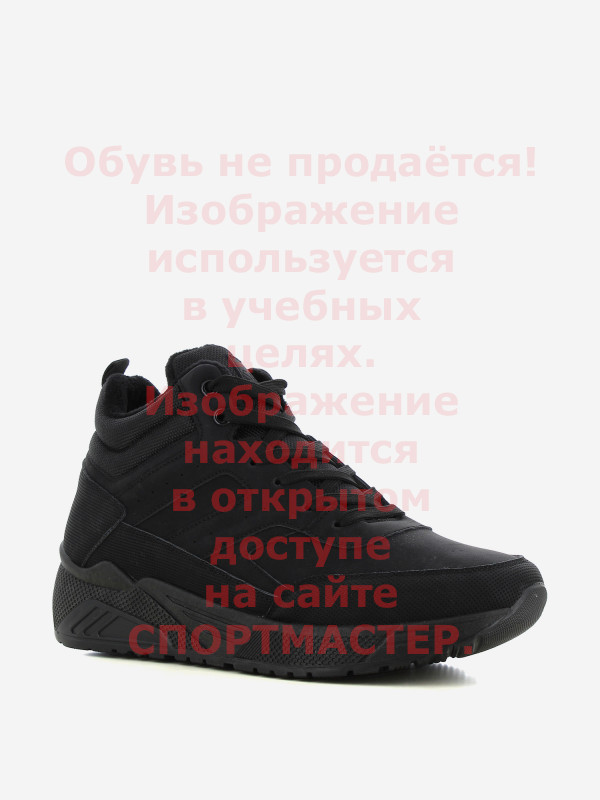 Обувь не продаётся!
Изображение
используется
в учебных
целях.
Изображение
находится
в открытом
доступе
на сайте
СПОРТМАСТЕР.